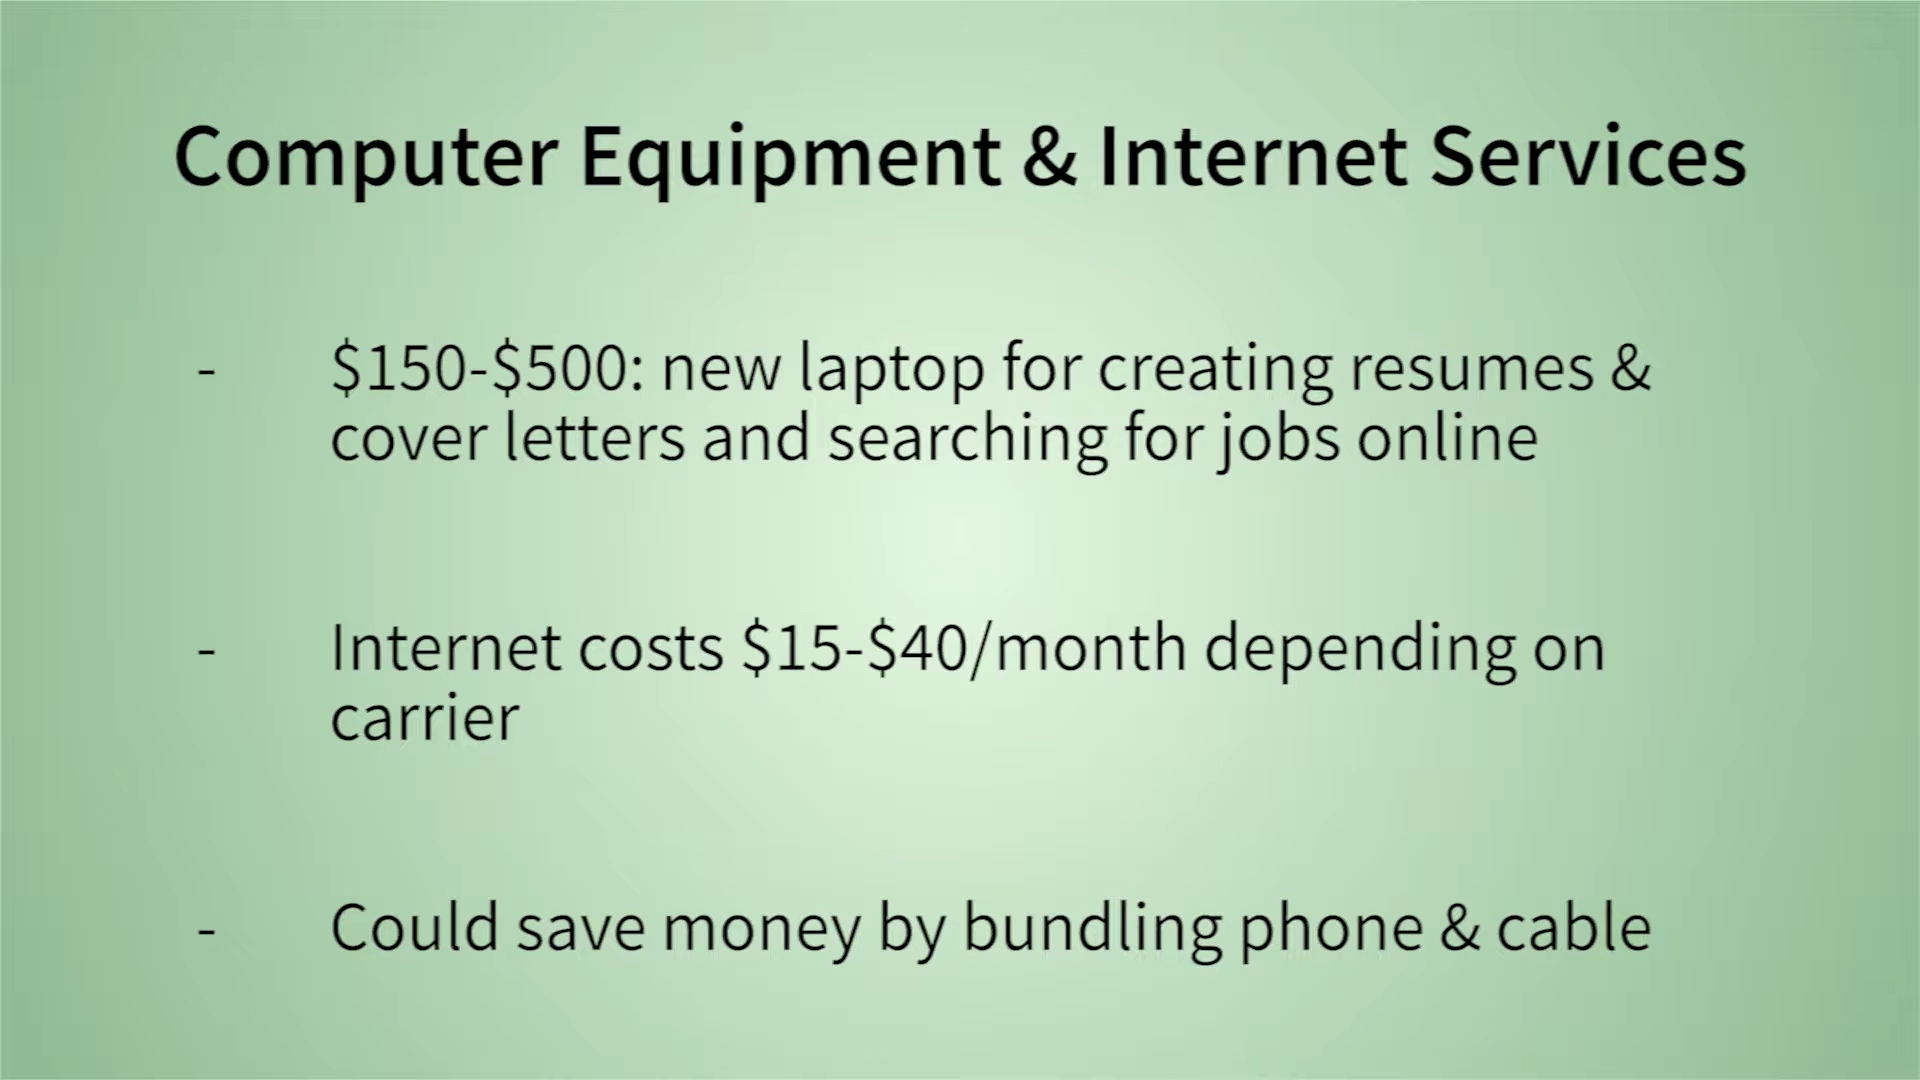 Computer Equipment & Internet Services
- $150-$500: new laptop for creating resumes &
cover letters and searching for jobs online
- Internet costs $15-$40/month depending on
carrier
- Could save money by bundling phone & cable